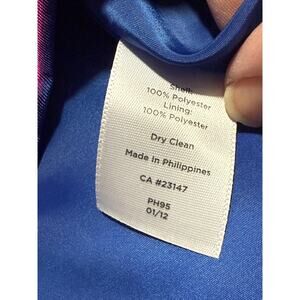 Shell:
100% Polyester
Lining:
100% Polyester
Dry Clean
Made in Philippines
CA #23147
PH95
01/12